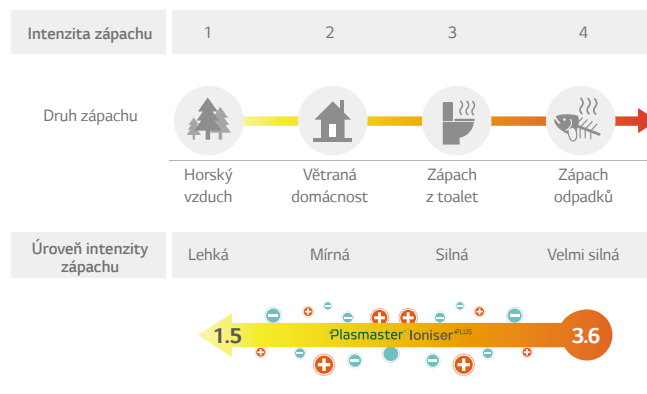 Intenzita zápachu 1 2 3 4
Druh zápachu
Horský Větraná Zápach Zápach
vzduch domácnost z toalet odpadků
Úroveň intenzity
zápachu
Lehká Mírná Silná Velmi silná
1.5 Plasmaster Ioniser PLUS 3.6